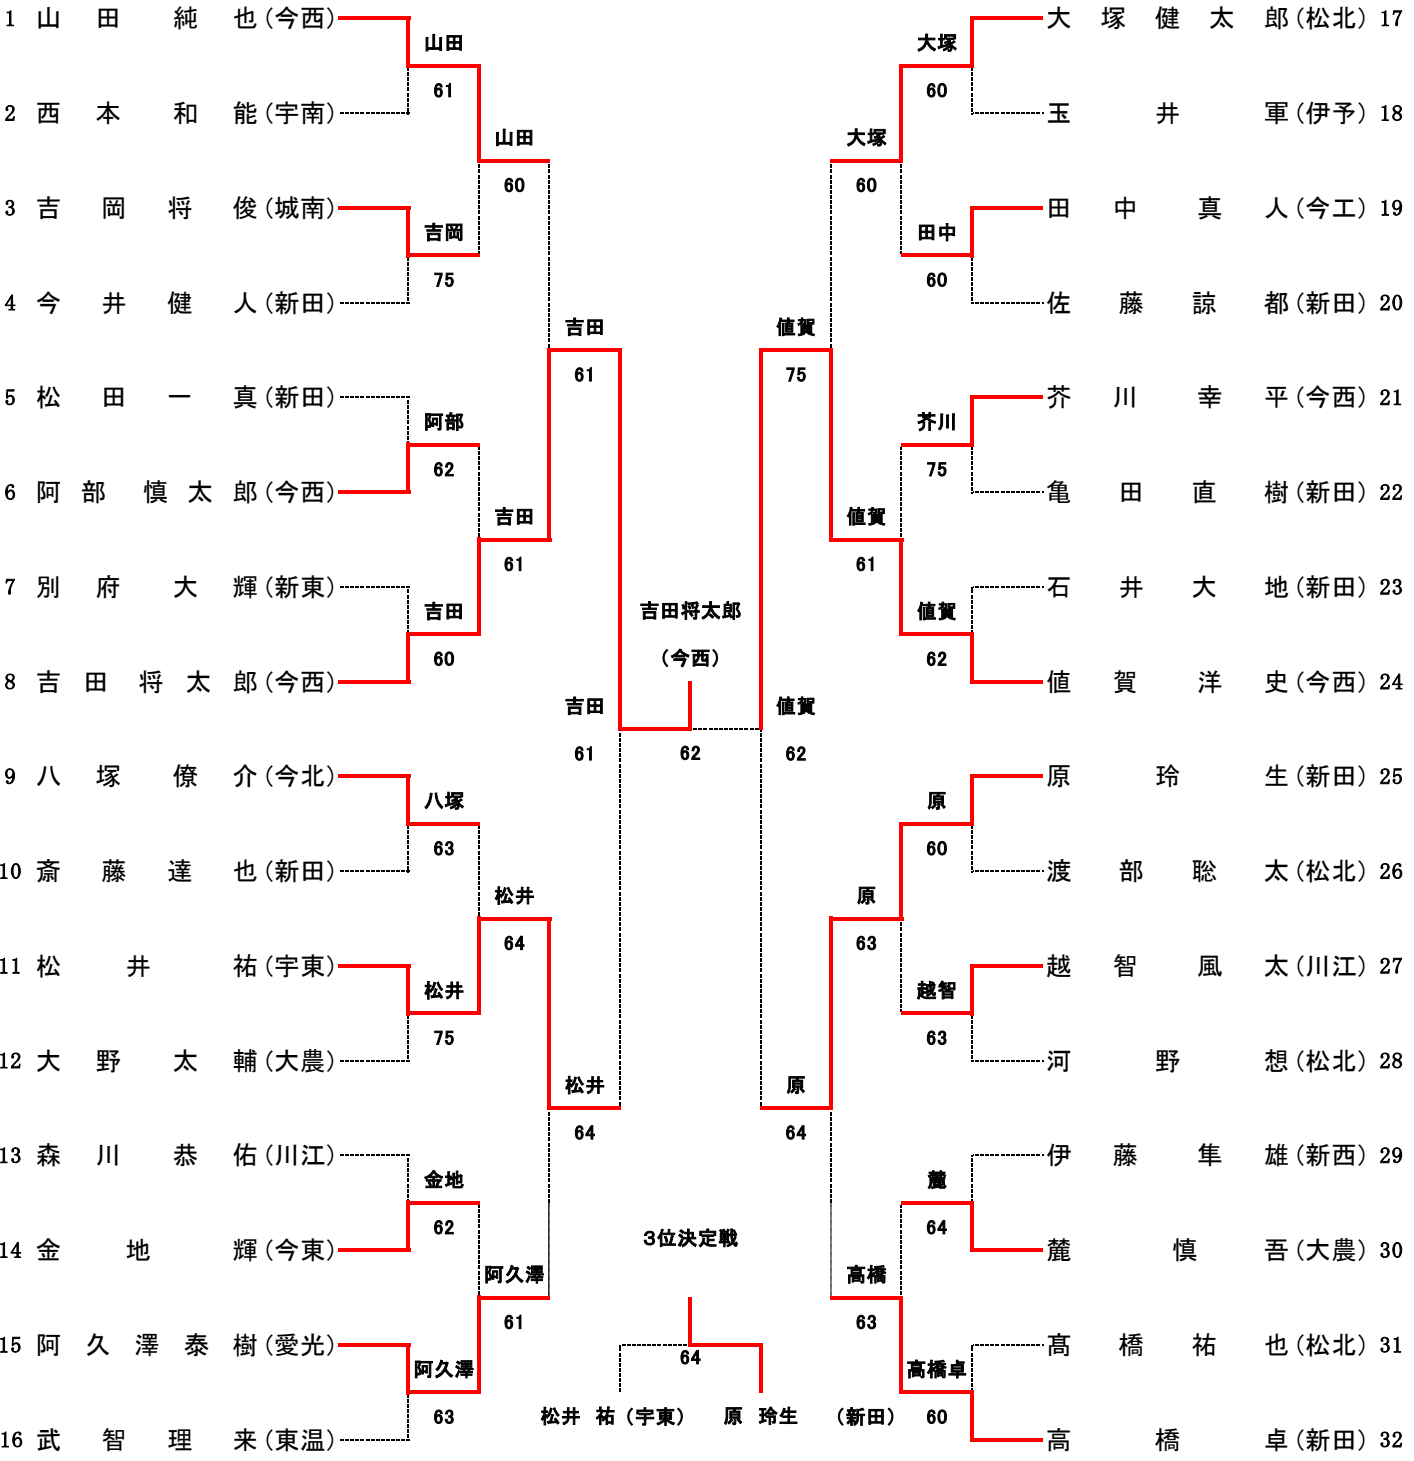 1 山田純也(今西)
2 西本和能(宇南)
3 吉岡将俊(城南)
4 今井健人(新田)
5 松田一真(新田)
6 阿部慎太郎(今西)
7 別府大輝(新東)
8 吉田将太郎(今西)
9 八塚僚介(今北)
10 斎藤達也(新田)
11 松井祐(宇東)
12 大野太輔(大農)
13 森川恭佑(川江)
14 金地輝(今東)
15 阿久澤泰樹(愛光)
16 武智理来(東温)
山田
61
吉岡
75
阿部
62
吉田
60
八塚
63
松井
75
金地
62
阿久澤
63
山田
60
吉田
61
松井
64
阿久澤
61
吉田
61
松井
64
吉田
61
吉田将太郎
(今西)
62
値賀
62
値賀
75
原
64
大塚
60
値賀
61
原
63
高橋
63
大塚
60
田中
60
芥川
75
値賀
62
原
60
越智
63
麓
64
高橋卓
60
大塚健太郎(松北) 17
玉井軍(伊予) 18
田中真人(今工) 19
佐藤諒都(新田) 20
芥川幸平(今西) 21
亀田直樹(新田) 22
石井大地(新田) 23
値賀洋史(今西) 24
原玲生(新田) 25
渡部聡太(松北) 26
越智風太(川江) 27
河野想(松北) 28
伊藤隼雄(新西) 29
麓慎吾(大農) 30
髙橋祐也(松北) 31
高橋卓(新田) 32
3位決定戦
64
松井 祐(宇東) 原 玲生 (新田)